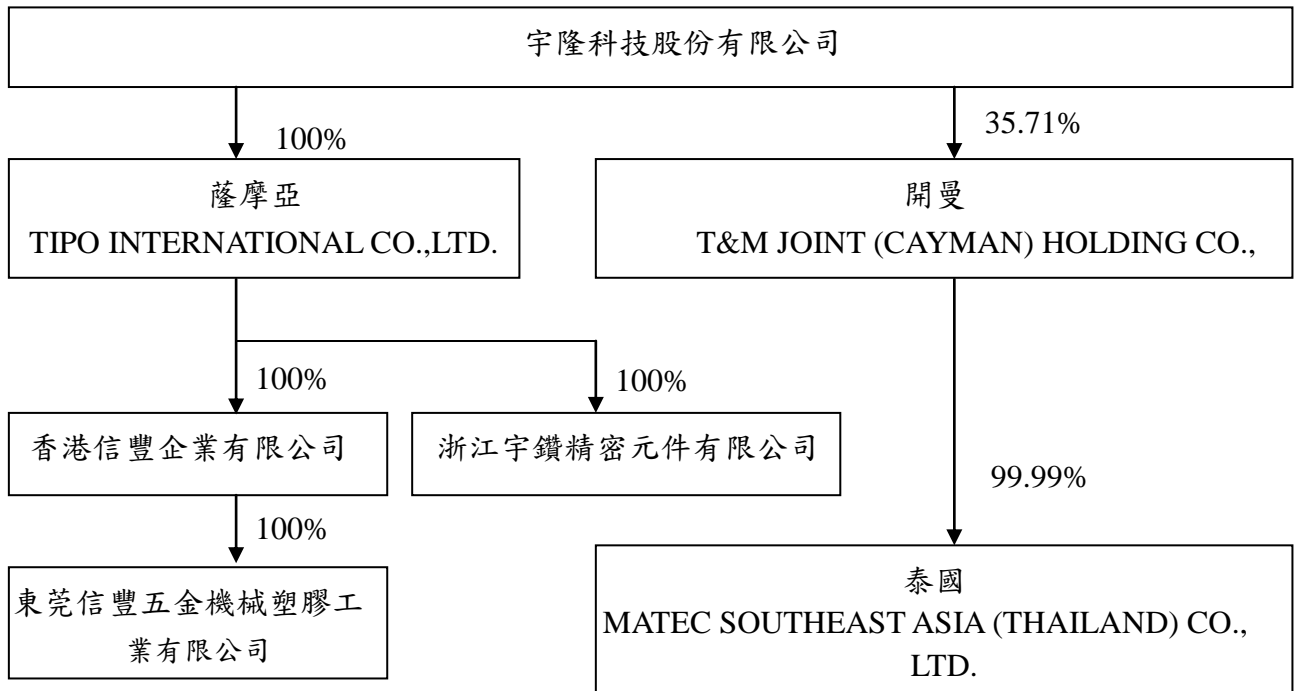 宇隆科技股份有限公司
100%
35.71%
薩摩亞
TIPO INTERNATIONAL CO.,LTD.
開曼
T&M JOINT (CAYMAN) HOLDING CO.,
100%
100%
香港信豐企業有限公司
浙江宇鑽精密元件有限公司
99.99%
100%
東莞信豐五金機械塑膠工
業有限公司
泰國
MATEC SOUTHEAST ASIA (THAILAND) CO.,
LTD.